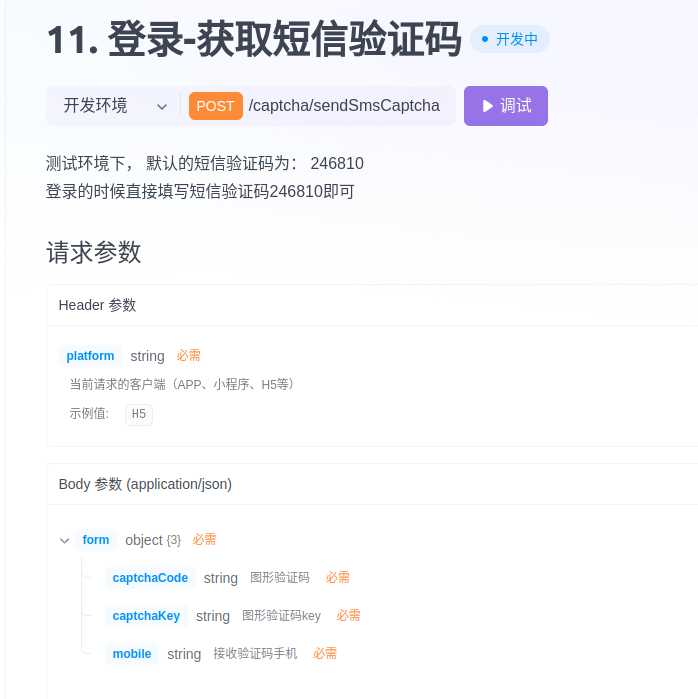 11. 登录-获取短信验证码 开发中
开发环境 POST /captcha/sendSmsCaptcha 调试
测试环境下， 默认的短信验证码为： 246810
登录的时候直接填写短信验证码246810即可
请求参数
Header 参数
platform string 必需
当前请求的客户端（APP、小程序、H5等）
示例值: H5
Body 参数 (application/json)
form object {3} 必需
captchaCode string 图形验证码 必需
captchaKey string 图形验证码key 必需
mobile string 接收验证码手机 必需